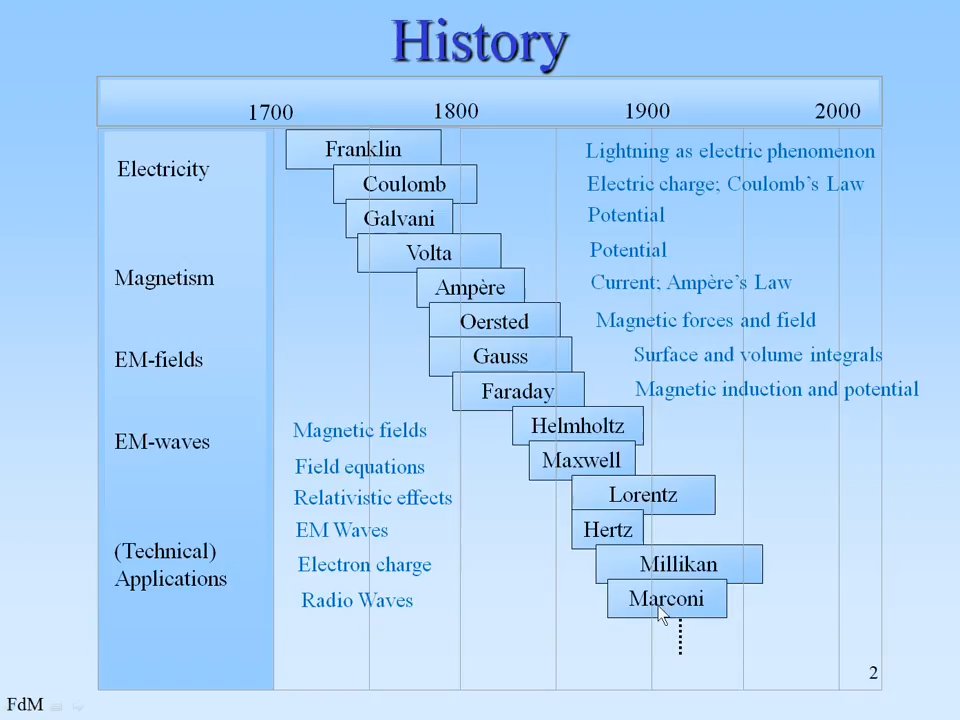 History
1700 1800 1900 2000
Electricity
Franklin
Lightning as electric phenomenon
Coulomb
Electric charge; Coulomb's Law
Galvani
Potential
Volta
Potential
Magnetism
Ampère
Current; Ampère's Law
Oersted
Magnetic forces and field
EM-fields
Gauss
Surface and volume integrals
Faraday
Magnetic induction and potential
EM-waves
Magnetic fields
Helmholtz
Field equations
Maxwell
Relativistic effects
Lorentz
EM Waves
Hertz
(Technical)
Applications
Electron charge
Millikan
Radio Waves
Marconi
2
FdM